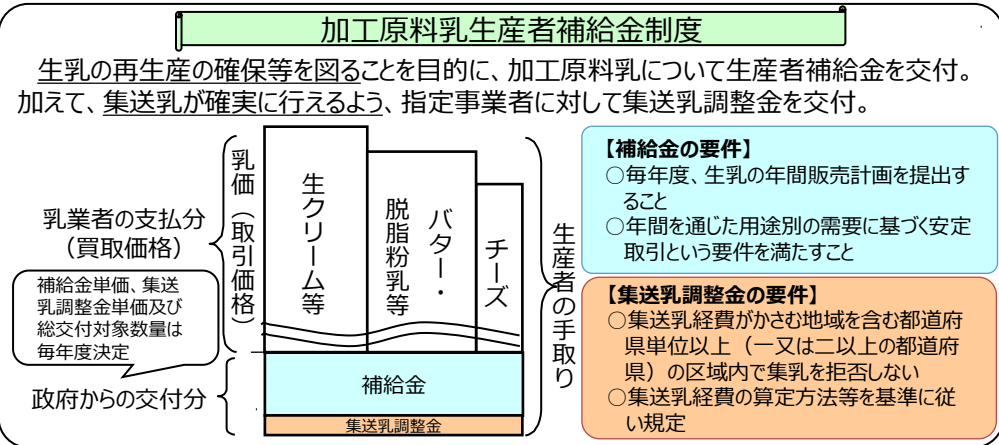 加工原料乳生産者補給金制度
生乳の再生産の確保等を図ることを目的に、加工原料乳について生産者補給金を交付。
加えて、集送乳が確実に行えるよう、指定事業者に対して集送乳調整金を交付。
乳業者の支払分
（買取価格）
補給金単価、集送
乳調整金単価及び
総交付対象数量は
毎年度決定
政府からの交付分
乳価（取引価格）
生クリーム等
バター・
脱脂粉乳等
チーズ
補給金
集送乳調整金
生産者の手取り
【補給金の要件】
○毎年度、生乳の年間販売計画を提出す
ること
○年間を通じた用途別の需要に基づく安定
取引という要件を満たすこと
【集送乳調整金の要件】
○集送乳経費がかさむ地域を含む都道府
県単位以上（一又は二以上の都道府
県）の区域内で集乳を拒否しない
○集送乳経費の算定方法等を基準に従
い規定